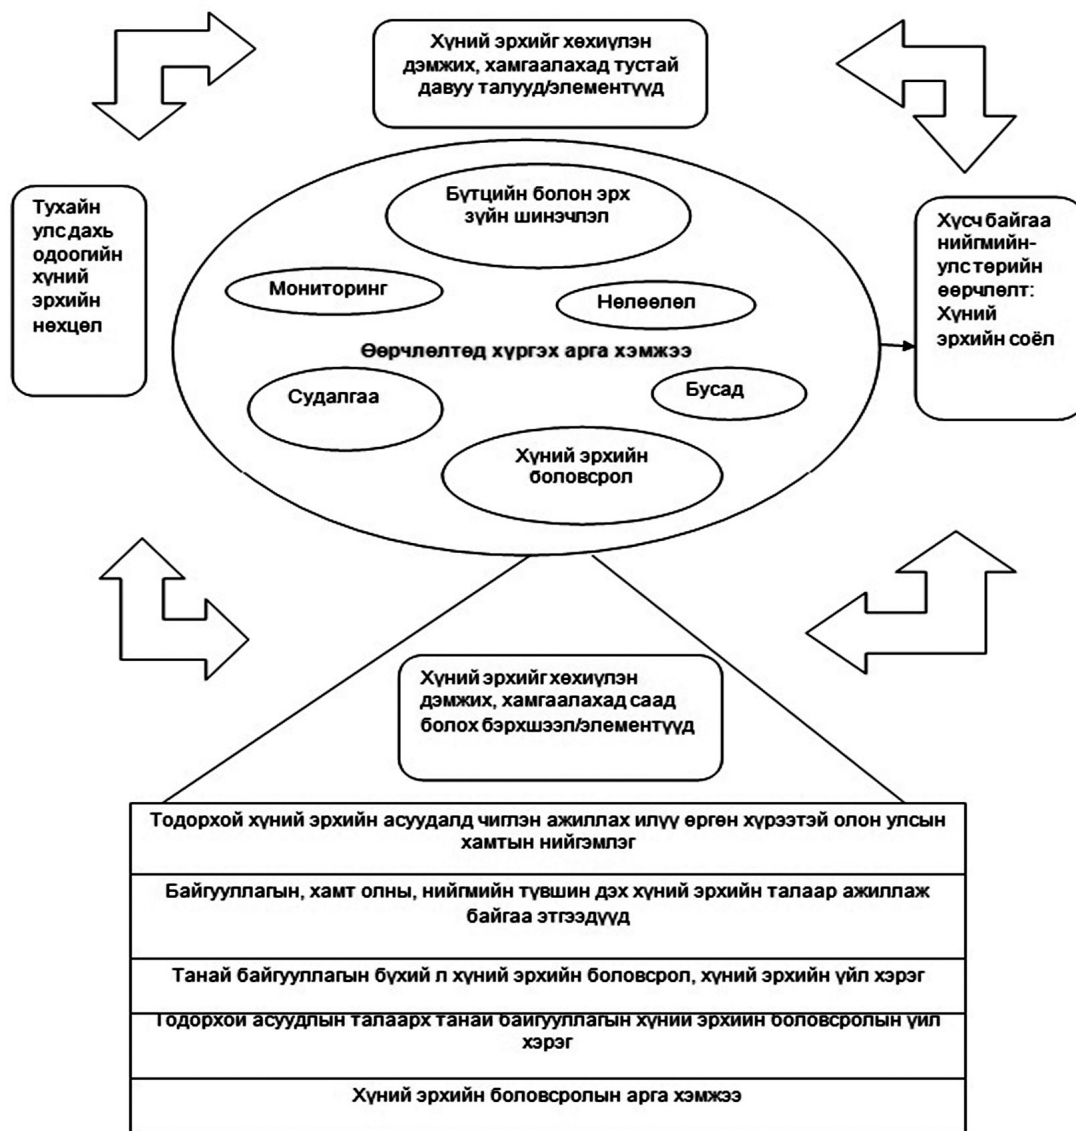 Хүний эрхийг хөхиүлэн
дэмжих, хамгаалахад тустай
давуу талууд/элементүүд
Тухайн
улс дахь
одоогийн
хүний
эрхийн
нөхцөл
Бүтцийн болон эрх
зүйн шинэчлэл
Мониторинг
Нөлөөлөл
Өөрчлөлтөд хүргэх арга хэмжээ
Судалгаа
Бусад
Хүний эрхийн
боловсрол
Хүсч байгаа
нийгмийн-
улс төрийн
өөрчлөлт:
Хүний
эрхийн соёл
Хүний эрхийг хөхиүлэн
дэмжих, хамгаалахад саад
болох бэрхшээл/элементүүд
Тодорхой хүний эрхийн асуудалд чиглэн ажиллах илүү өргөн хүрээтэй олон улсын
хамтын нийгэмлэг
Байгууллагын, хамт олны, нийгмийн түвшин дэх хүний эрхийн талаар ажиллаж
байгаа этгээдүүд
Танай байгууллагын бүхий л хүний эрхийн боловсрол, хүний эрхийн үйл хэрэг
Тодорхой асуудлын талаарх танай байгууллагын хүний эрхийн боловсролын үйл
хэрэг
Хүний эрхийн боловсролын арга хэмжээ